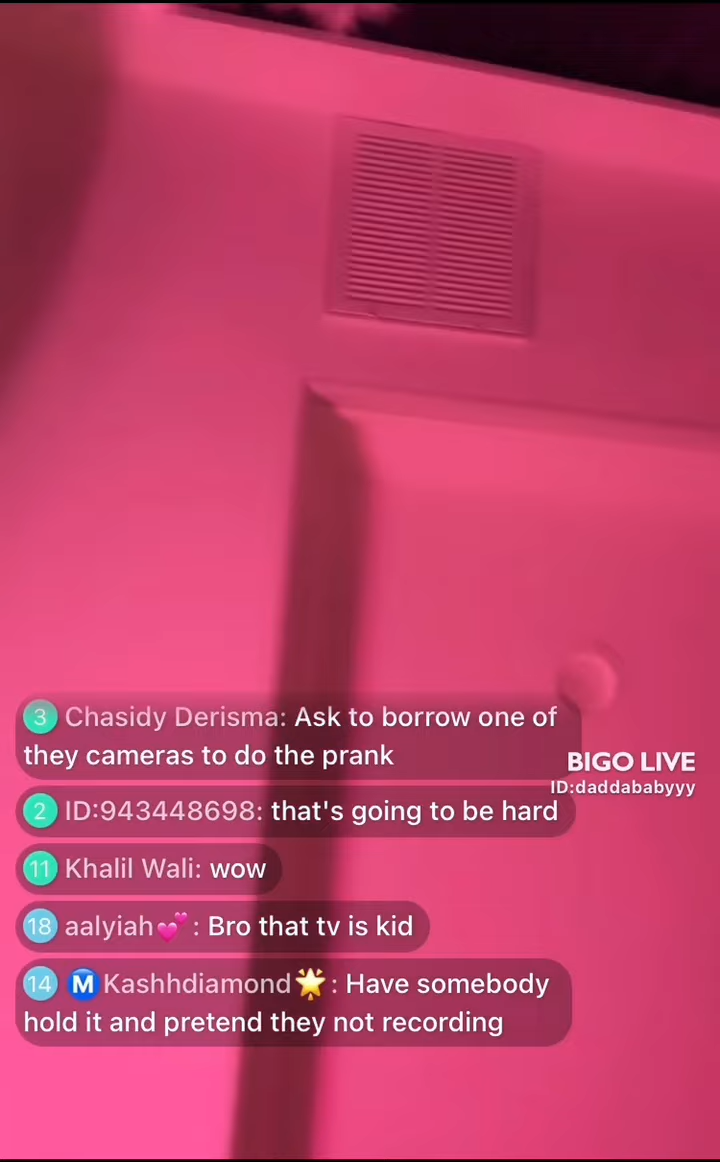 3 Chasidy Derisma: Ask to borrow one of
they cameras to do the prank
BIGO LIVE
ID:daddababyyy
2 ID:943448698: that's going to be hard
11 Khalil Wali: wow
18 aalyiah💕: Bro that tv is kid
14 Ⓜ️Kashhdiamond🌟: Have somebody
hold it and pretend they not recording